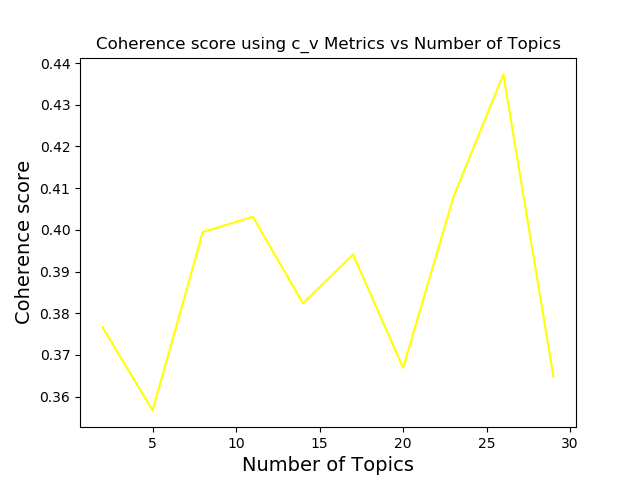 Coherence score using c_v Metrics vs Number of Topics
0.44
0.43
0.42
0.41
0.40
0.39
0.38
0.37
0.36
Coherence score
5 10 15 20 25 30
Number of Topics